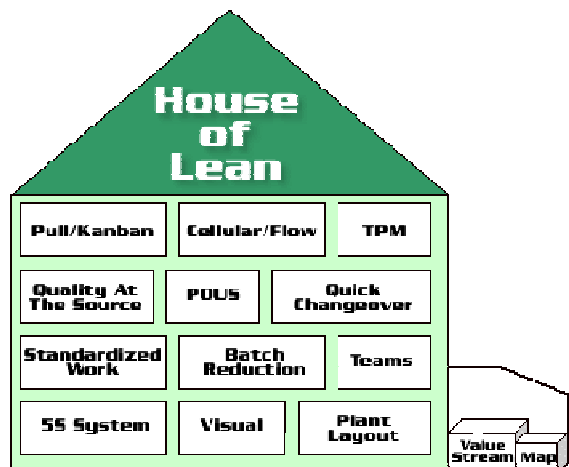 House
of
Lean
Pull/Kanban
Cellular/Flow
TPM
Quality At
The Source
POUS
Quick
Changeover
Standardized
Work
Batch
Reduction
Teams
5S System
Visual
Plant
Layout
Value
Stream
Map